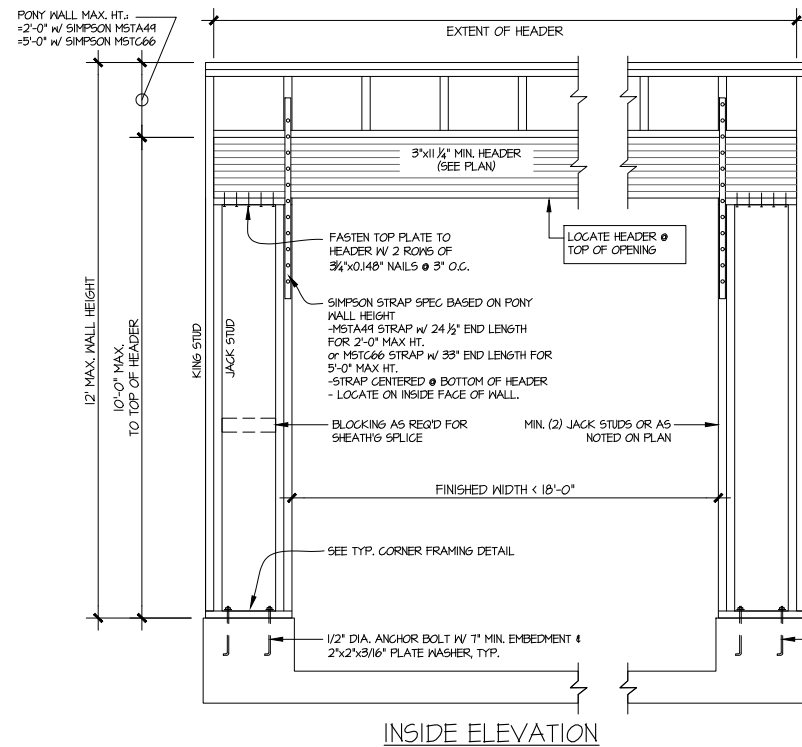 PONY WALL MAX. HT.:
=2'-0" W/ SIMPSON MSTA49
=5'-0" W/ SIMPSON MSTC66
EXTENT OF HEADER
3"x11 1/4" MIN. HEADER
(SEE PLAN)
FASTEN TOP PLATE TO
HEADER W/ 2 ROWS OF
3 1/4"x0.148" NAILS @ 3" O.C.
LOCATE HEADER @
TOP OF OPENING
SIMPSON STRAP SPEC BASED ON PONY
WALL HEIGHT
-MSTA49 STRAP w/ 24 1/2" END LENGTH
FOR 2'-0" MAX HT.
or MSTC66 STRAP w/ 33" END LENGTH FOR
5'-0" MAX HT.
-STRAP CENTERED @ BOTTOM OF HEADER
- LOCATE ON INSIDE FACE OF WALL.
12' MAX. WALL HEIGHT
10'-0" MAX.
TO TOP OF HEADER
KING STUD
JACK STUD
BLOCKING AS REQ'D FOR
SHEATH'G SPLICE
MIN. (2) JACK STUDS OR AS
NOTED ON PLAN
FINISHED WIDTH < 18'-0"
SEE TYP. CORNER FRAMING DETAIL
1/2" DIA. ANCHOR BOLT W/ 7" MIN. EMBEDMENT &
2"x2"x3/16" PLATE WASHER, TYP.
INSIDE ELEVATION